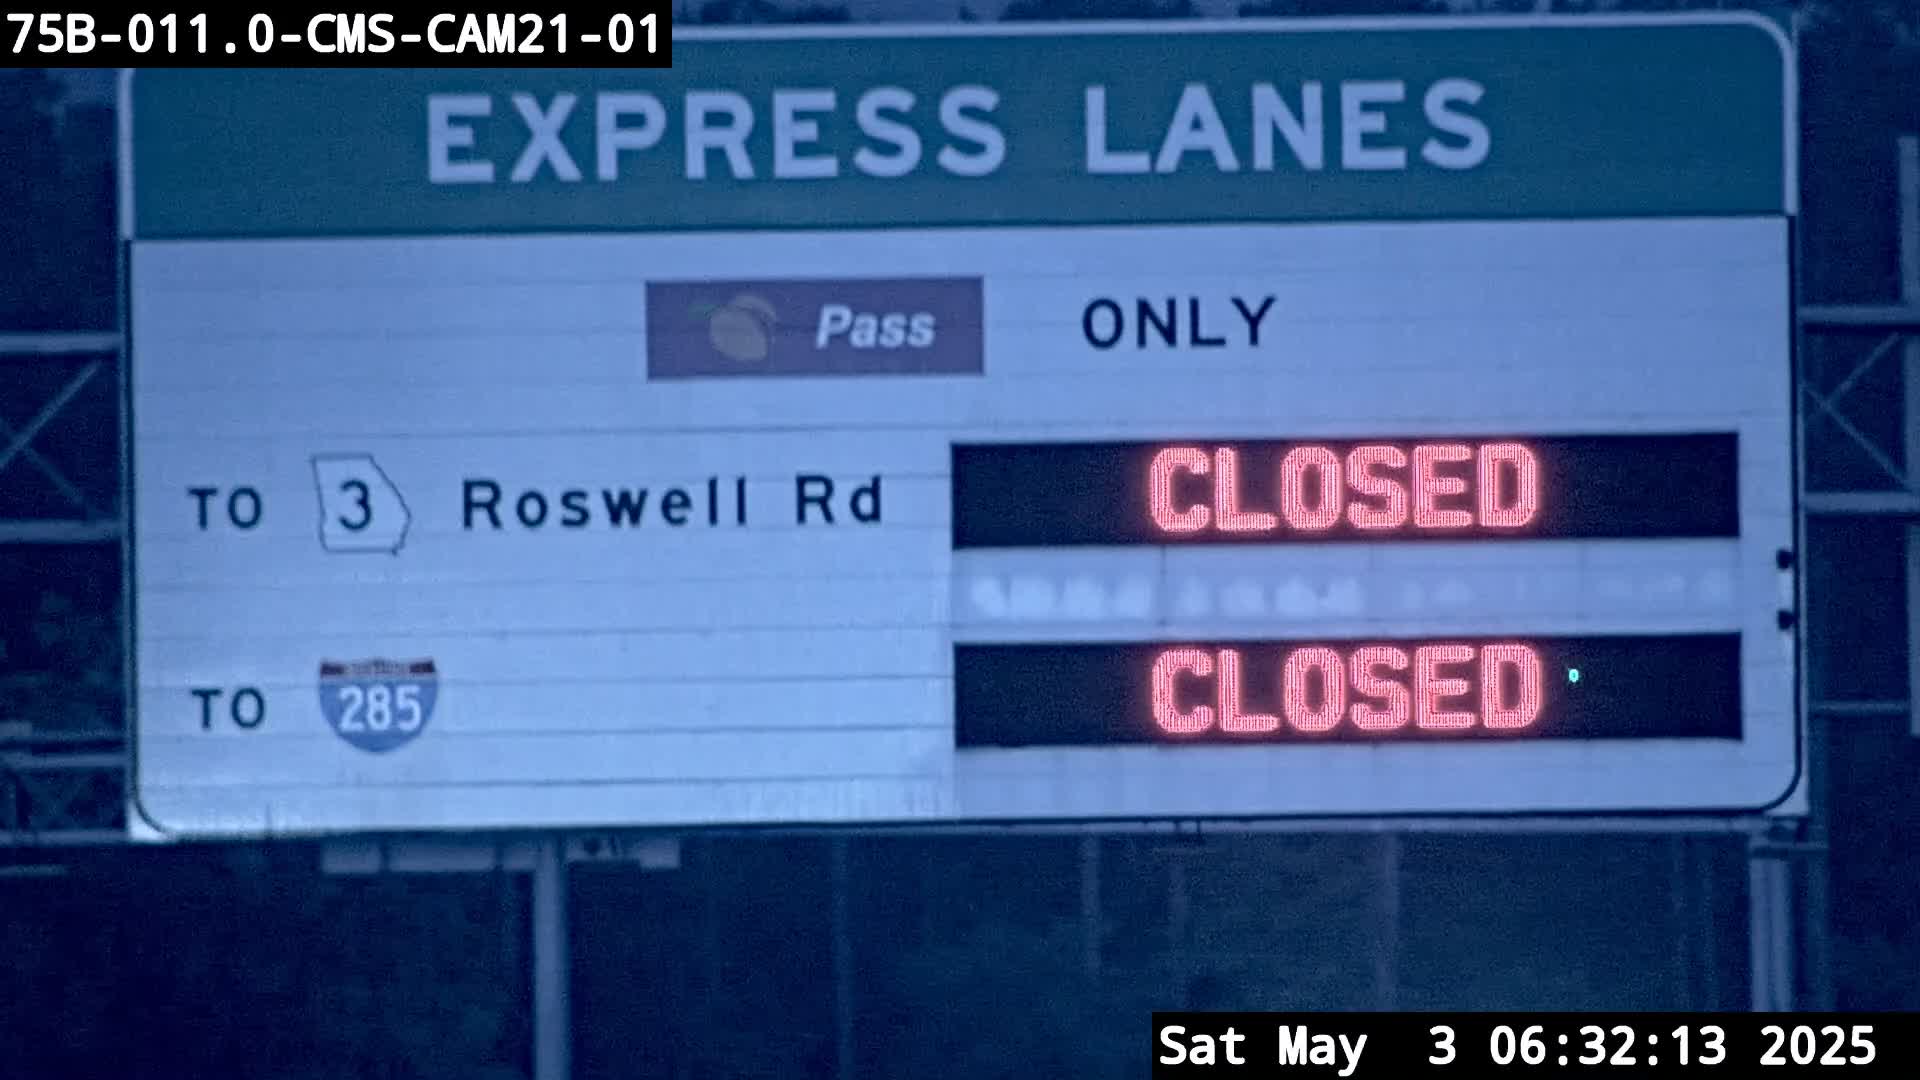 75B-011.0-CMS-CAM21-01
EXPRESS LANES
Pass ONLY
TO 3 Roswell Rd CLOSED
TO 285 CLOSED
Sat May 3 06:32:13 2025